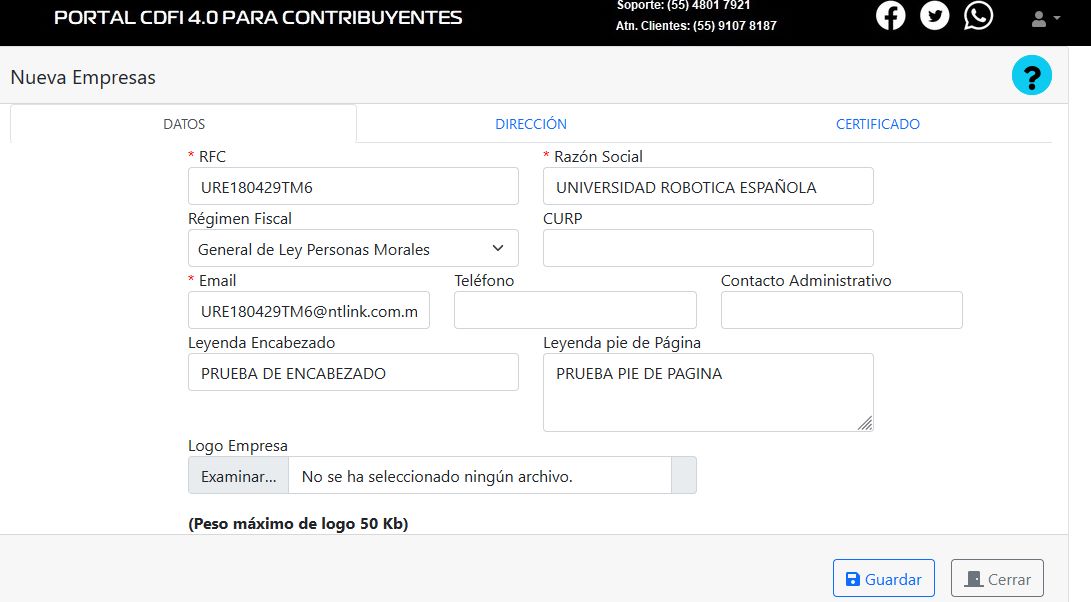 PORTAL CDFI 4.0 PARA CONTRIBUYENTES
Soporte: (55) 4801 7921
Atn. Clientes: (55) 9107 8187
Nueva Empresas
?
DATOS
DIRECCIÓN
CERTIFICADO
* RFC
* Razón Social
URE180429TM6
UNIVERSIDAD ROBOTICA ESPAÑOLA
Régimen Fiscal
CURP
General de Ley Personas Morales
* Email
Teléfono
Contacto Administrativo
URE180429TM6@ntlink.com.m
Leyenda Encabezado
Leyenda pie de Página
PRUEBA DE ENCABEZADO
PRUEBA PIE DE PAGINA
Logo Empresa
Examinar...
No se ha seleccionado ningún archivo.
(Peso máximo de logo 50 Kb)
Guardar
Cerrar